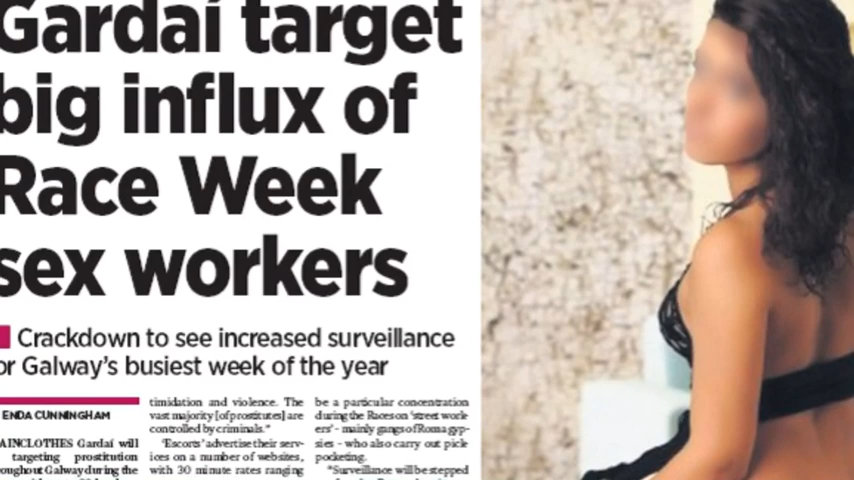 Gardaí target
big influx of
Race Week
sex workers
Crackdown to see increased surveillance
or Galway's busiest week of the year
ENDA CUNNINGHAM
AINCLOTHES Gardaí will
targeting prostitution
oughout Galway during the
timidation and violence. The
vast majority [of prostitutes] are
controlled by criminals."
'Escorts' advertise their serv-
ices on a number of websites,
with 30 minute rates ranging
be a particular concentration
during the Races on 'street work-
ers' - mainly gangs of Roma gyp-
sies - who also carry out pick
pocketing.
"Surveillance will be stepped